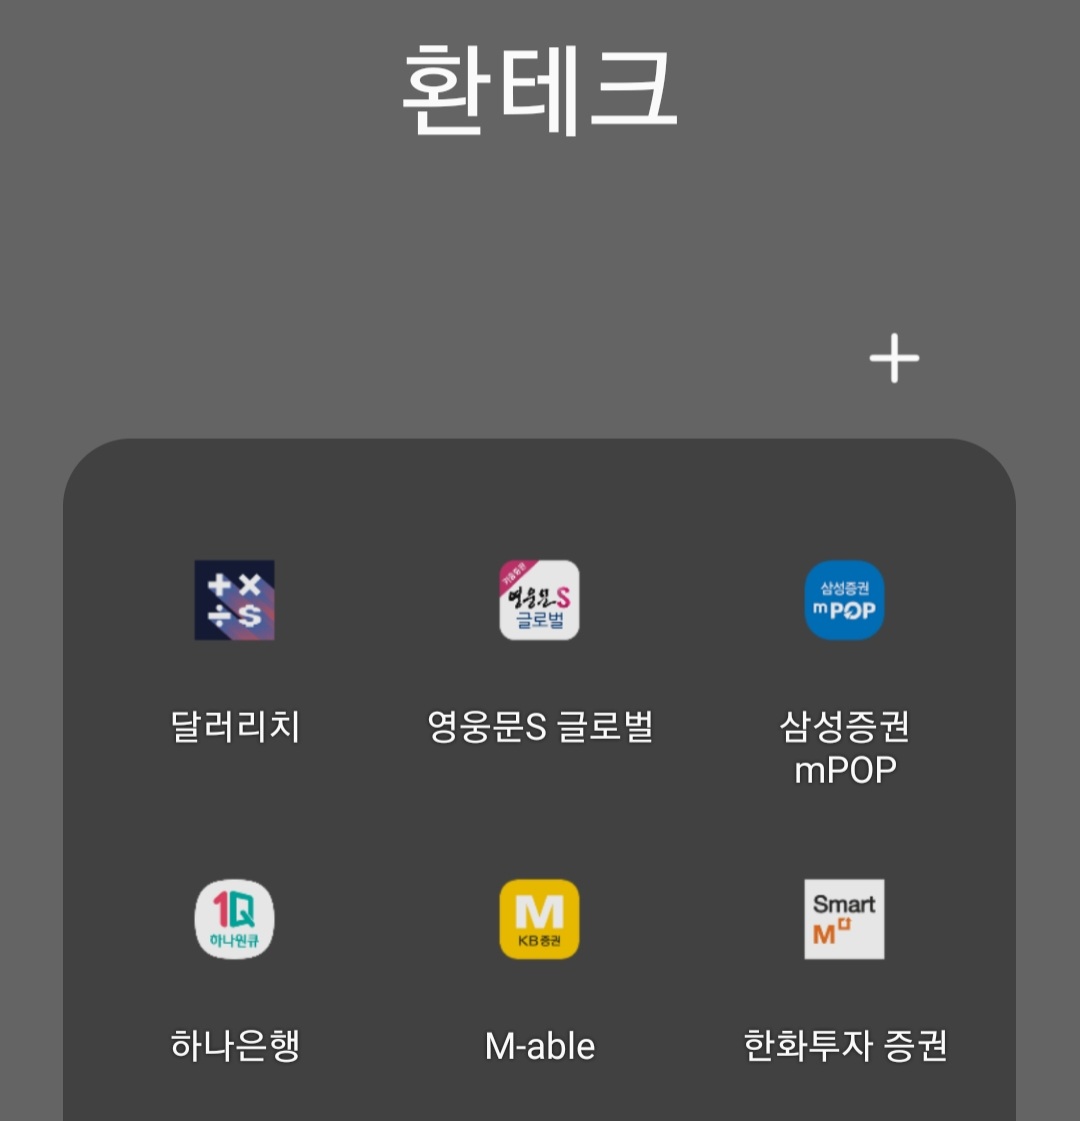 환테크
키움증권
영웅문S
글로벌
삼성증권
mPOP
달러리치
영웅문S 글로벌
삼성증권
mPOP
1Q
하나원큐
M
KB증권
Smart
M
하나은행
M-able
한화투자 증권